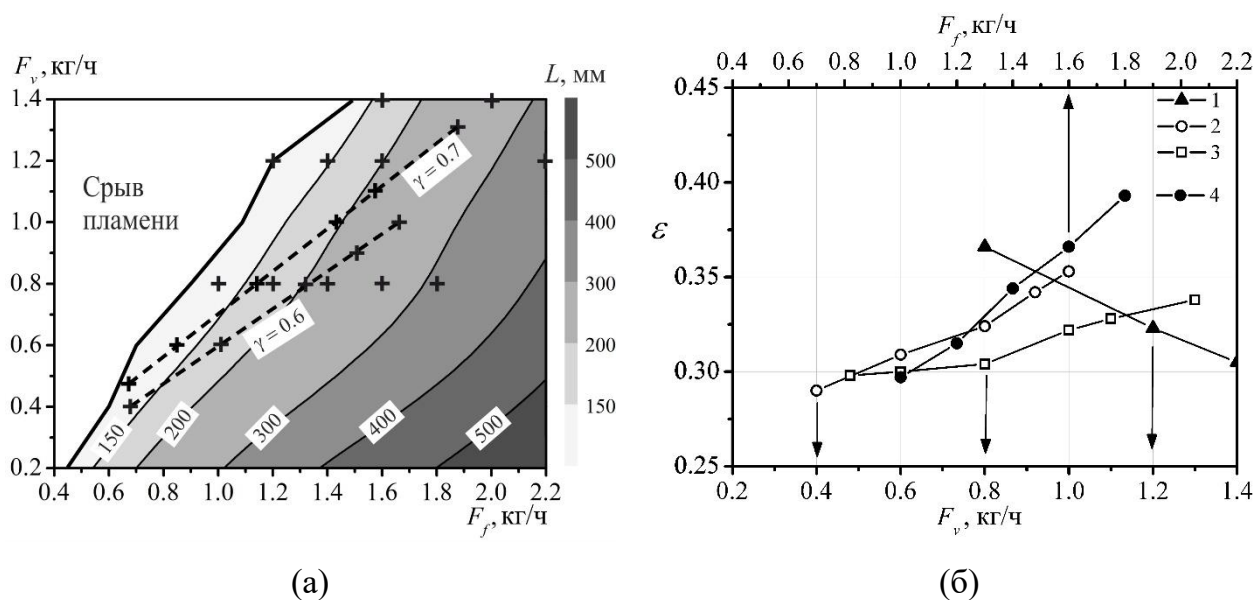 F_v, кг/ч
L, мм
1.4
1.2
1.0
0.8
0.6
0.4
0.2
Срыв
пламени
γ = 0.7
γ = 0.6
150
200
300
400
500
500
400
300
200
150
0.4 0.6 0.8 1.0 1.2 1.4 1.6 1.8 2.0 2.2
F_f, кг/ч
(а)
F_f, кг/ч
0.4 0.6 0.8 1.0 1.2 1.4 1.6 1.8 2.0 2.2
0.45
0.40
0.35
0.30
0.25
ε
1
2
3
4
0.2 0.4 0.6 0.8 1.0 1.2 1.4
F_v, кг/ч
(б)